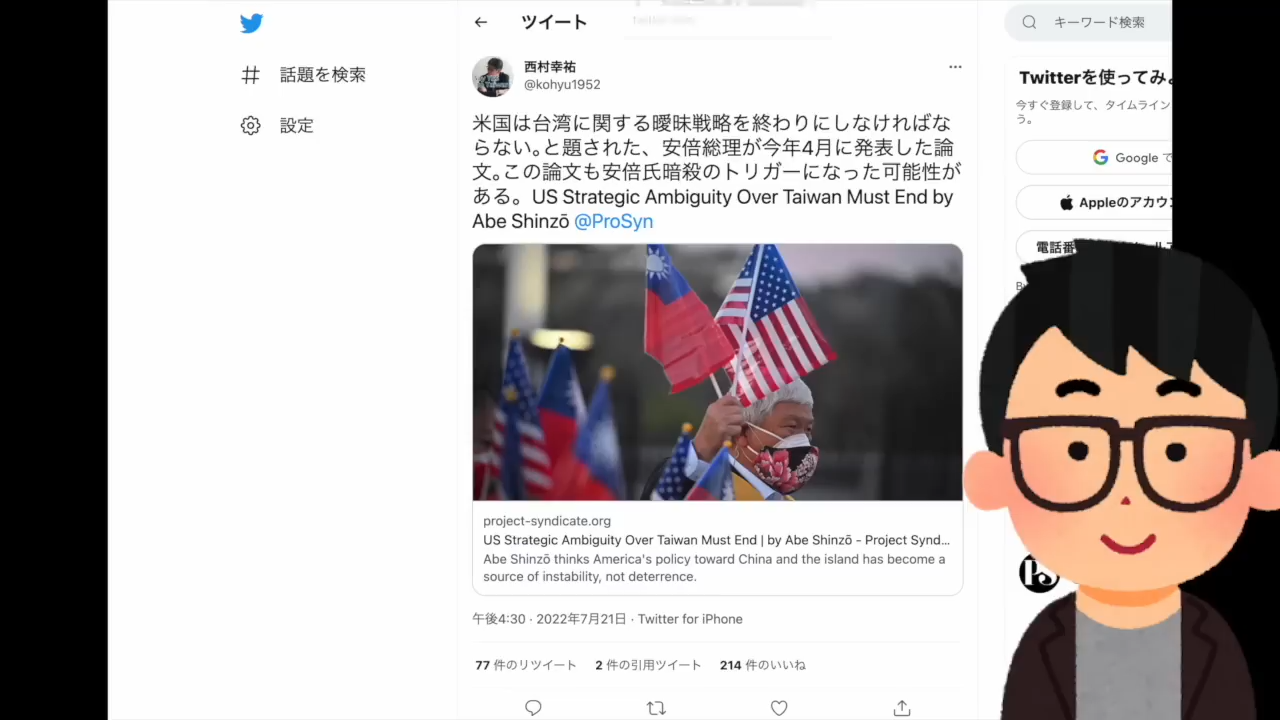 ツイート
キーワード検索
話題を検索
設定
西村幸祐
@kohyu1952
米国は台湾に関する曖昧戦略を終わりにしなければな
らない。と題された、安倍総理が今年4月に発表した論
文。この論文も安倍氏暗殺のトリガーになった可能性が
ある。US Strategic Ambiguity Over Taiwan Must End by
Abe Shinzō @ProSyn
project-syndicate.org
US Strategic Ambiguity Over Taiwan Must End | by Abe Shinzō - Project Synd...
Abe Shinzō thinks America's policy toward China and the island has become a
source of instability, not deterrence.
午後4:30 · 2022年7月21日 · Twitter for iPhone
77 件のリツイート 2 件の引用ツイート 214 件のいいね
Twitterを使ってみ
今すぐ登録して、タイムライン
う。
Google で
Appleのアカウ
電話番
PS